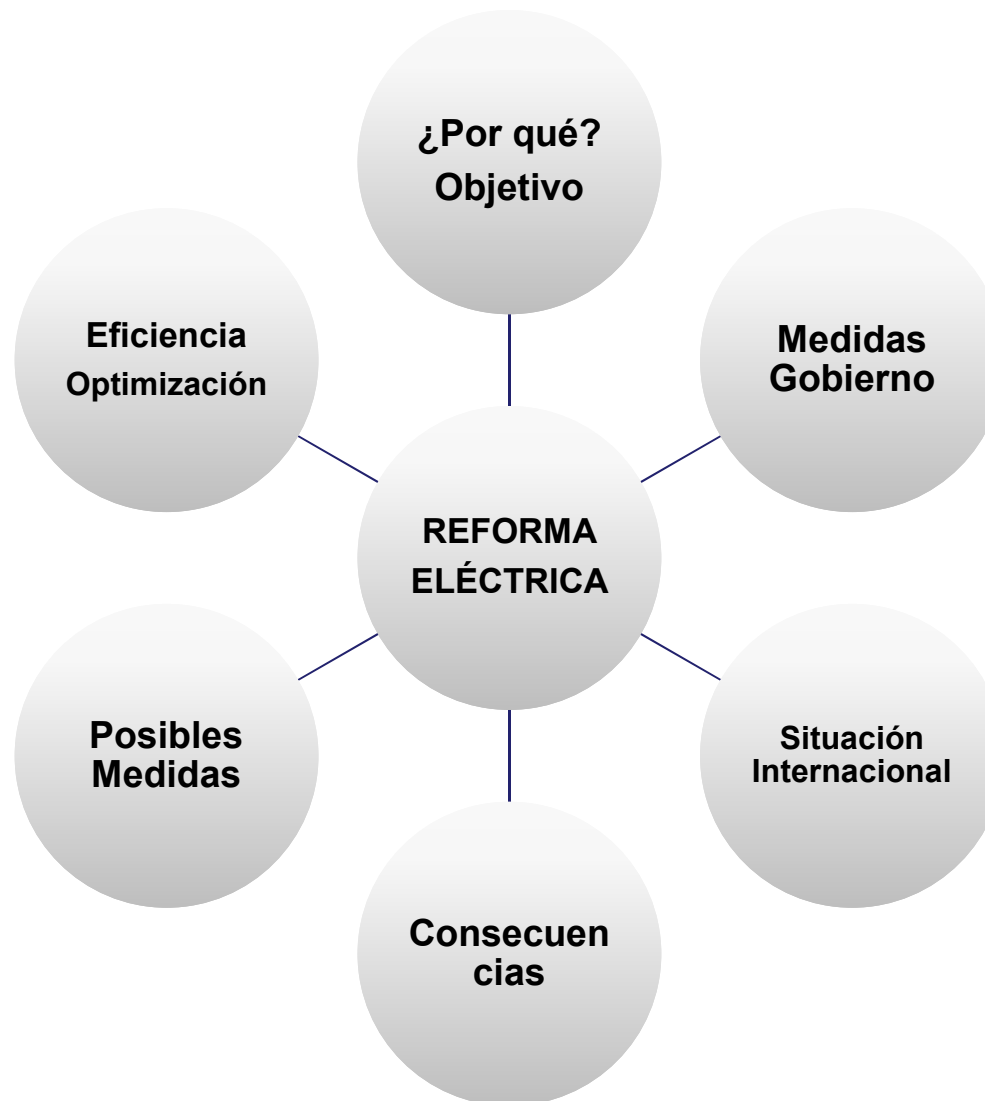 ¿Por qué?
Objetivo
Eficiencia
Optimización
Medidas
Gobierno
REFORMA
ELÉCTRICA
Posibles
Medidas
Situación
Internacional
Consecuen
cias